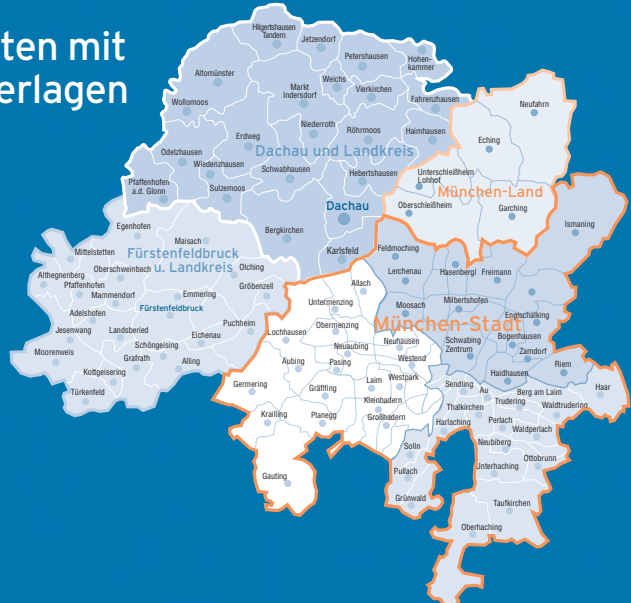 ten mit
erlagen
Hilgertshausen
Tandern
Jetzendorf
Petershausen
Hohen-
kammer
Altomünster
Markt
Indersdorf
Weichs
Vierkirchen
Wollomoos
Fahrenzhausen
Neufahrn
Niederroth
Röhrmoos
Haimhausen
Erdweg
Eching
Odelzhausen
Dachau und Landkreis
Wiedenzhausen
Schwabhausen
Hebertshausen
Unterschleißheim
Lohhof
Pfaffenhofen
a.d. Glonn
Sulzemoos
München-Land
Dachau
Oberschleißheim
Garching
Egenhofen
Bergkirchen
Ismaning
Mittelstetten
Maisach
Fürstenfeldbruck
u. Landkreis
Karlsfeld
Feldmoching
Althegnenberg
Oberschweinbach
Olching
Lerchenau
Hasenbergl
Freimann
Pfaffenhofen
Gröbenzell
Allach
Mammendorf
Emmering
Untermenzing
Moosach
Milbertshofen
Adelshofen
Fürstenfeldbruck
Englschalking
Jesenwang
Landsberied
Puchheim
Lochhausen
Obermenzing
München-Stadt
Eichenau
Neuaubing
Neuhausen
Schwabing
Zentrum
Bogenhausen
Moorenweis
Schöngeising
Zamdorf
Grafrath
Alling
Aubing
Pasing
Westend
Kottgeisering
Riem
Germering
Gräffing
Laim
Westpark
Haidhausen
Türkenfeld
Sendling
Au
Berg am Laim
Haar
Kleinhadern
Thalkirchen
Trudering
Waldtrudering
Krailling
Planegg
Großhadern
Harlaching
Perlach
Waldperlach
Solln
Neubiberg
Ottobrunn
Gauting
Pullach
Unterhaching
Grünwald
Taufkirchen
Oberhaching